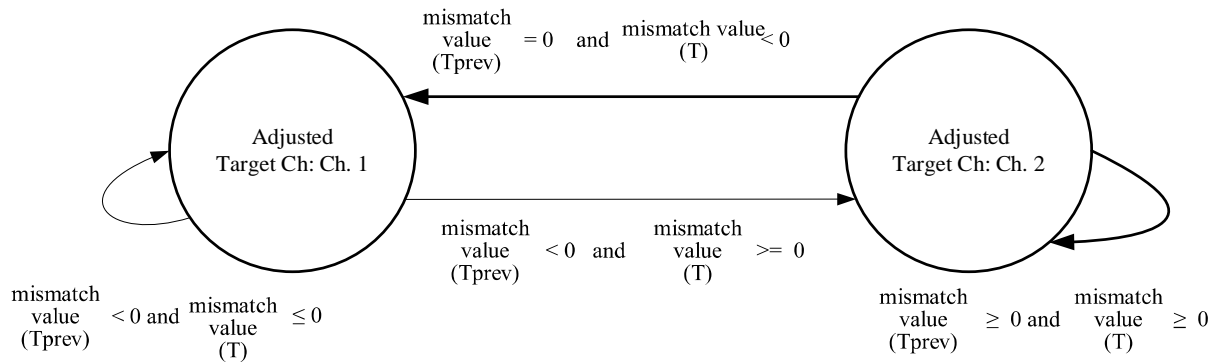 mismatch value (Tprev) = 0 and mismatch value (T) < 0
Adjusted
Target Ch: Ch. 1
Adjusted
Target Ch: Ch. 2
mismatch value (Tprev) < 0 and mismatch value (T) >= 0
mismatch value (Tprev) < 0 and mismatch value (T) ≤ 0
mismatch value (Tprev) ≥ 0 and mismatch value (T) ≥ 0